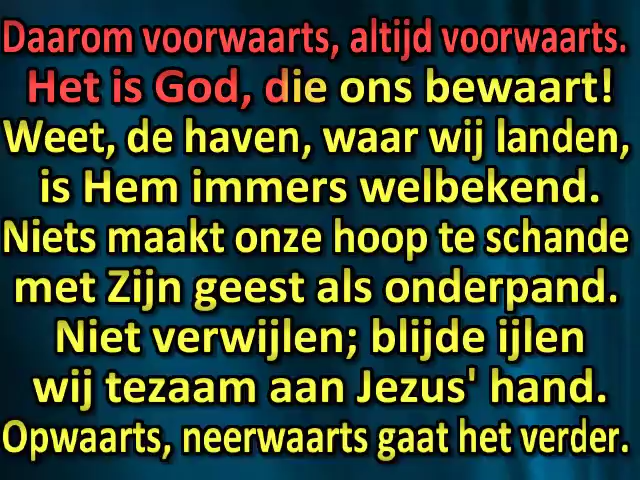 Daarom voorwaarts, altijd voorwaarts.
Het is God, die ons bewaart!
Weet, de haven, waar wij landen,
is Hem immers welbekend.
Niets maakt onze hoop te schande
met Zijn geest als onderpand.
Niet verwijlen; blijde ijlen
wij tezaam aan Jezus' hand.
Opwaarts, neerwaarts gaat het verder.